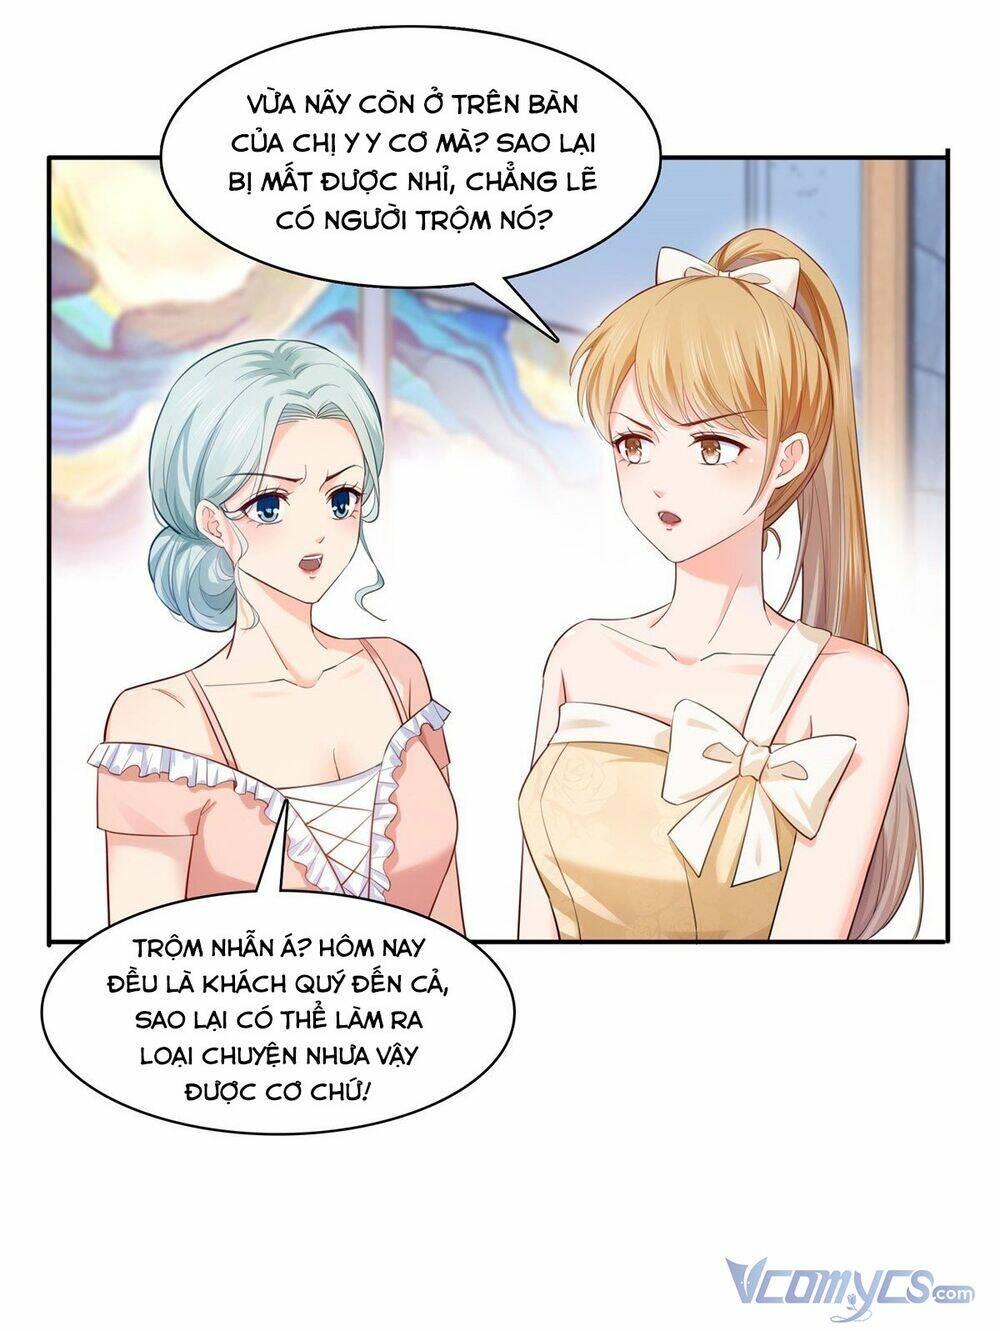 VỪA NÃY CÒN Ở TRÊN BÀN
CỦA CHỊ Y Y CƠ MÀ? SAO LẠI
BỊ MẤT ĐƯỢC NHỈ, CHẲNG LẼ
CÓ NGƯỜI TRỘM NÓ?
TRỘM NHẪN Á? HÔM NAY
ĐỀU LÀ KHÁCH QUÝ ĐẾN CẢ,
SAO LẠI CÓ THỂ LÀM RA
LOẠI CHUYỆN NHƯA VẬY
ĐƯỢC CƠ CHỨ!
VCOMYCS.com